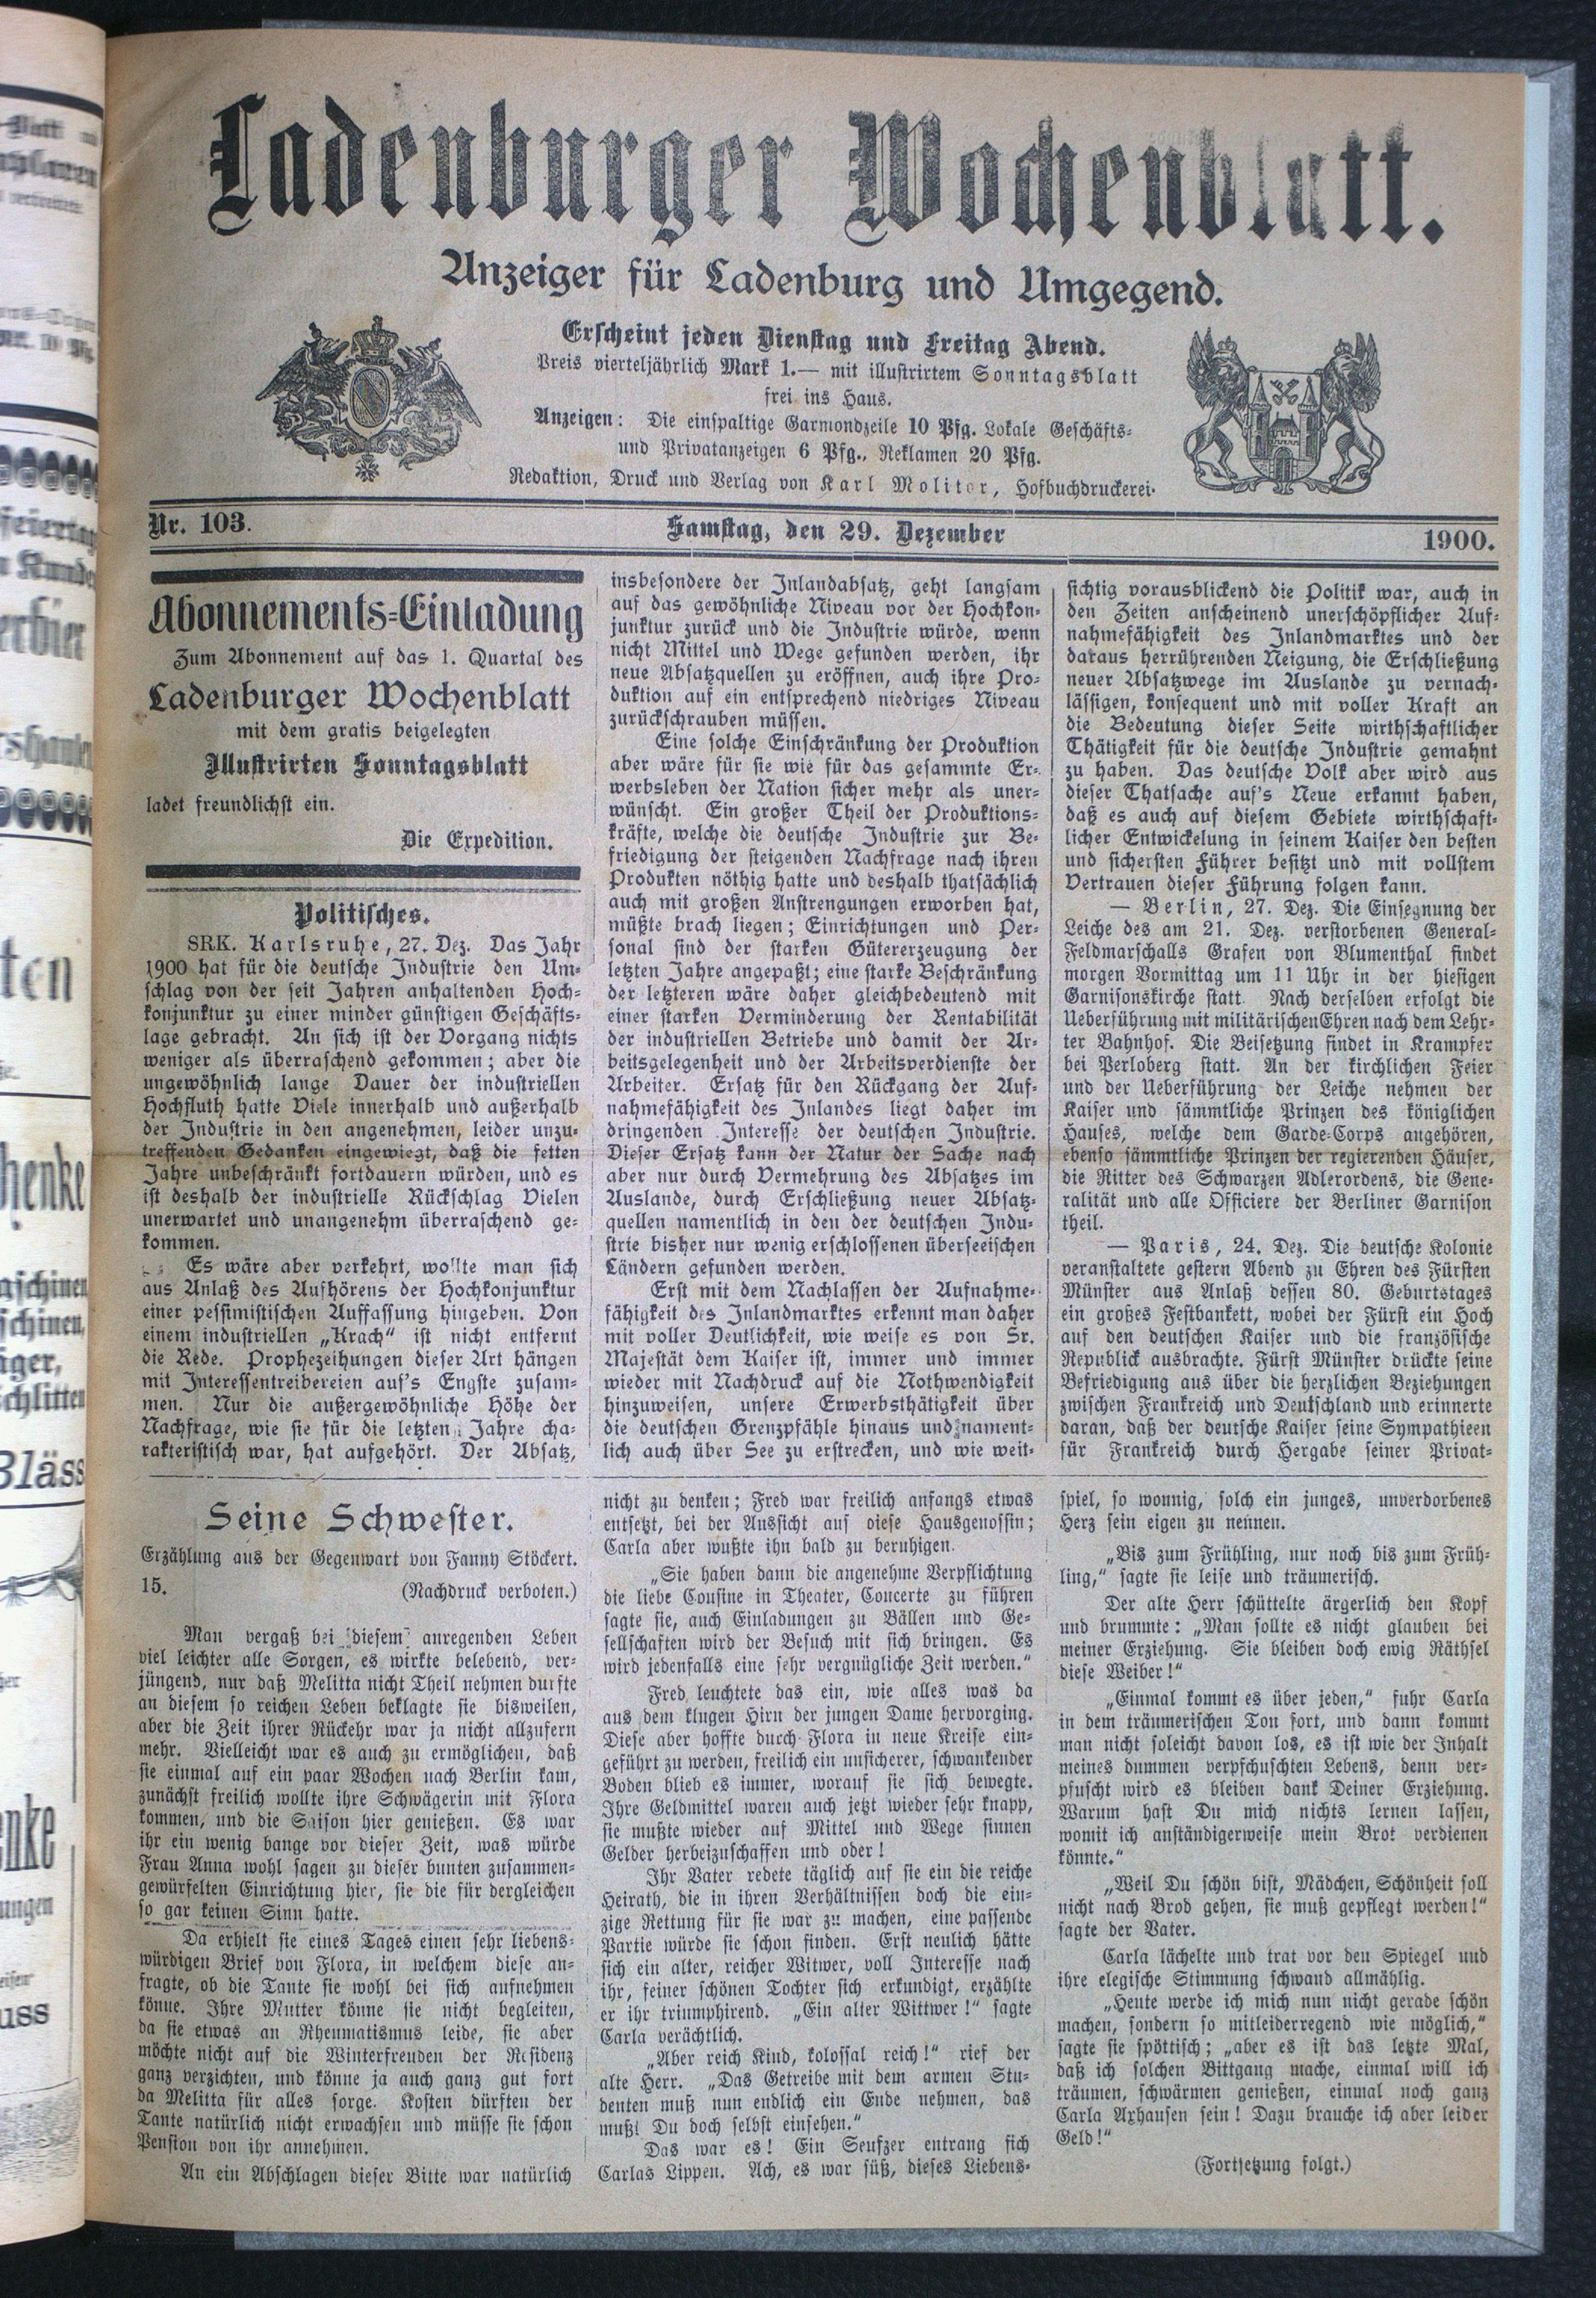 Ladenburger Wochenblatt.
Anzeiger für Ladenburg und Umgegend.
Erscheint jeden Dienstag und Freitag Abend.
Preis vierteljährlich Mark 1.— mit illustrirtem Sonntagsblatt
frei ins Haus.
Anzeigen: Die einspaltige Garmondzeile 10 Pfg. Lokale Geschäfts-
und Privatanzeigen 6 Pfg., Reklamen 20 Pfg.
Redaktion, Druck und Verlag von Karl Molitor, Hofbuchdruckerei.
Nr. 103.
Samstag, den 29. Dezember
1900.
Abonnements-Einladung
Zum Abonnement auf das 1. Quartal des
Ladenburger Wochenblatt
mit dem gratis beigelegten
Illustrirten Sonntagsblatt
ladet freundlichst ein.
Die Expedition.
Politisches.
SRK. Karlsruhe, 27. Dez. Das Jahr
1900 hat für die deutsche Industrie den Um-
schlag von der seit Jahren anhaltenden Hoch-
konjunktur zu einer minder günstigen Geschäfts-
lage gebracht. An sich ist der Vorgang nichts
weniger als überraschend gekommen; aber die
ungewöhnlich lange Dauer der industriellen
Hochfluth hatte Viele innerhalb und außerhalb
der Industrie in den angenehmen, leider unzu-
treffenden Gedanken eingewiegt, daß die fetten
Jahre unbeschränkt fortdauern würden, und es
ist deshalb der industrielle Rückschlag Vielen
unerwartet und unangenehm überraschend ge-
kommen.
Es wäre aber verkehrt, wollte man sich
aus Anlaß des Aufhörens der Hochkonjunktur
einer pessimistischen Auffassung hingeben. Von
einem industriellen „Krach“ ist nicht entfernt
die Rede. Prophezeihungen dieser Art hängen
mit Interessentreibereien auf's Engste zusam-
men. Nur die außergewöhnliche Höhe der
Nachfrage, wie sie für die letzten Jahre cha-
rakteristisch war, hat aufgehört. Der Absatz,
insbesondere der Inlandabsatz, geht langsam
auf das gewöhnliche Niveau vor der Hochkon-
junktur zurück und die Industrie würde, wenn
nicht Mittel und Wege gefunden werden, ihr
neue Absatzquellen zu eröffnen, auch ihre Pro-
duktion auf ein entsprechend niedriges Niveau
zurückschrauben müssen.
Eine solche Einschränkung der Produktion
aber wäre für sie wie für das gesammte Er-
werbsleben der Nation sicher mehr als uner-
wünscht. Ein großer Theil der Produktions-
kräfte, welche die deutsche Industrie zur Be-
friedigung der steigenden Nachfrage nach ihren
Produkten nöthig hatte und deshalb thatsächlich
auch mit großen Anstrengungen erworben hat,
müßte brach liegen; Einrichtungen und Per-
sonal sind der starken Gütererzeugung der
letzten Jahre angepaßt; eine starke Beschränkung
der letzteren wäre daher gleichbedeutend mit
einer starken Verminderung der Rentabilität
der industriellen Betriebe und damit der Ar-
beitsgelegenheit und der Arbeitsverdienste der
Arbeiter. Ersatz für den Rückgang der Auf-
nahmefähigkeit des Inlandes liegt daher im
dringenden Interesse der deutschen Industrie.
Dieser Ersatz kann der Natur der Sache nach
aber nur durch Vermehrung des Absatzes im
Auslande, durch Erschließung neuer Absatz-
quellen namentlich in den der deutschen Indu-
strie bisher nur wenig erschlossenen überseeischen
Ländern gefunden werden.
Erst mit dem Nachlassen der Aufnahme-
fähigkeit des Inlandmarktes erkennt man daher
mit voller Deutlichkeit, wie weise es von Sr.
Majestät dem Kaiser ist, immer und immer
wieder mit Nachdruck auf die Nothwendigkeit
hinzuweisen, unsere Erwerbsthätigkeit über
die deutschen Grenzpfähle hinaus und nament-
lich auch über See zu erstrecken, und wie weit-
sichtig vorausblickend die Politik war, auch in
den Zeiten anscheinend unerschöpflicher Auf-
nahmefähigkeit des Inlandmarktes und der
daraus herrührenden Neigung, die Erschließung
neuer Absatzwege im Auslande zu vernach-
lässigen, konsequent und mit voller Kraft an
die Bedeutung dieser Seite wirthschaftlicher
Thätigkeit für die deutsche Industrie gemahnt
zu haben. Das deutsche Volk aber wird aus
dieser Thatsache auf's Neue erkannt haben,
daß es auch auf diesem Gebiete wirthschaft-
licher Entwickelung in seinem Kaiser den besten
und sichersten Führer besitzt und mit vollstem
Vertrauen dieser Führung folgen kann.
— Berlin, 27. Dez. Die Einsegnung der
Leiche des am 21. Dez. verstorbenen General-
Feldmarschalls Grafen von Blumenthal findet
morgen Vormittag um 11 Uhr in der hiesigen
Garnisonskirche statt. Nach derselben erfolgt die
Ueberführung mit militärischen Ehren nach dem Lehr-
ter Bahnhof. Die Beisetzung findet in Krampfer
bei Perloberg statt. An der kirchlichen Feier
und der Ueberführung der Leiche nehmen der
Kaiser und sämmtliche Prinzen des königlichen
Hauses, welche dem Garde-Corps angehören,
ebenso sämmtliche Prinzen der regierenden Häuser,
die Ritter des Schwarzen Adlerordens, die Gene-
ralität und alle Officiere der Berliner Garnison
theil.
— Paris, 24. Dez. Die deutsche Kolonie
veranstaltete gestern Abend zu Ehren des Fürsten
Münster aus Anlaß dessen 80. Geburtstages
ein großes Festbankett, wobei der Fürst ein Hoch
auf den deutschen Kaiser und die französische
Republick ausbrachte. Fürst Münster drückte seine
Befriedigung aus über die herzlichen Beziehungen
zwischen Frankreich und Deutschland und erinnerte
daran, daß der deutsche Kaiser seine Sympathieen
für Frankreich durch Hergabe seiner Privat-
Seine Schwester.
Erzählung aus der Gegenwart von Fanny Stöckert.
15. (Nachdruck verboten.)
Man vergaß bei diesem anregenden Leben
viel leichter alle Sorgen, es wirkte belebend, ver-
jüngend, nur daß Melitta nicht Theil nehmen durfte
an diesem so reichen Leben beklagte sie bisweilen,
aber die Zeit ihrer Rückehr war ja nicht allzufern
mehr. Vielleicht war es auch zu ermöglichen, daß
sie einmal auf ein paar Wochen nach Berlin kam,
zunächst freilich wollte ihre Schwägerin mit Flora
kommen, und die Saison hier genießen. Es war
ihr ein wenig bange vor dieser Zeit, was würde
Frau Anna wohl sagen zu dieser bunten zusammen-
gewürfelten Einrichtung hier, sie die für dergleichen
so gar keinen Sinn hatte.
Da erhielt sie eines Tages einen sehr liebens-
würdigen Brief von Flora, in welchem diese an-
fragte, ob die Tante sie wohl bei sich aufnehmen
könne. Ihre Mutter könne sie nicht begleiten,
da sie etwas an Rheumatismus leide, sie aber
möchte nicht auf die Winterfreuden der Residenz
ganz verzichten, und könne ja auch ganz gut fort
da Melitta für alles sorge. Kosten dürften der
Tante natürlich nicht erwachsen und müsse sie schon
Pension von ihr annehmen.
An ein Abschlagen dieser Bitte war natürlich
nicht zu denken; Fred war freilich anfangs etwas
entsetzt, bei der Aussicht auf diese Hausgenossin;
Carla aber wußte ihn bald zu beruhigen.
„Sie haben dann die angenehme Verpflichtung
die liebe Cousine in Theater, Concerte zu führen
sagte sie, auch Einladungen zu Bällen und Ge-
sellschaften wird der Besuch mit sich bringen. Es
wird jedenfalls eine sehr vergnügliche Zeit werden.“
Fred leuchtete das ein, wie alles was da
aus dem klugen Hirn der jungen Dame hervorging.
Diese aber hoffte durch Flora in neue Kreise ein-
geführt zu werden, freilich ein unsicherer, schwankender
Boden blieb es immer, worauf sie sich bewegte.
Ihre Geldmittel waren auch jetzt wieder sehr knapp,
sie mußte wieder auf Mittel und Wege sinnen
Gelder herbeizuschaffen und oder!
Ihr Vater redete täglich auf sie ein die reiche
Heirath, die in ihren Verhältnissen doch die ein-
zige Rettung für sie war zu machen, eine passende
Partie würde sie schon finden. Erst neulich hätte
sich ein alter, reicher Witwer, voll Interesse nach
ihr, feiner schönen Tochter sich erkundigt, erzählte
er ihr triumphirend. „Ein alter Wittwer!“ sagte
Carla verächtlich.
„Aber reich Kind, kolossal reich!“ rief der
alte Herr. „Das Getreibe mit dem armen Stu-
denten muß nun endlich ein Ende nehmen, das
mußt Du doch selbst einsehen.“
Das war es! Ein Seufzer entrang sich
Carlas Lippen. Ach, es war süß, dieses Liebens-
spiel, so wonnig, solch ein junges, unverdorbenes
Herz sein eigen zu nennen.
„Bis zum Frühling, nur noch bis zum Früh-
ling,“ sagte sie leise und träumerisch.
Der alte Herr schüttelte ärgerlich den Kopf
und brummte: „Man sollte es nicht glauben bei
meiner Erziehung. Sie bleiben doch ewig Räthsel
diese Weiber!“
„Einmal kommt es über jeden,“ fuhr Carla
in dem träumerischen Ton fort, und dann kommt
man nicht soleicht davon los, es ist wie der Inhalt
meines dummen verpfchuschten Lebens, denn ver-
pfuscht wird es bleiben dank Deiner Erziehung.
Warum hast Du mich nichts lernen lassen,
womit ich anständigerweise mein Brot verdienen
könnte.“
„Weil Du schön bist, Mädchen, Schönheit soll
nicht nach Brod gehen, sie muß gepflegt werden!“
sagte der Vater.
Carla lächelte und trat vor den Spiegel und
ihre elegische Stimmung schwand allmählig.
„Heute werde ich mich nun nicht gerade schön
machen, sondern so mitleiderregend wie möglich,“
sagte sie spöttisch; „aber es ist das letzte Mal,
daß ich solchen Bittgang mache, einmal will ich
träumen, schwärmen genießen, einmal noch ganz
Carla Arhausen sein! Dazu brauche ich aber leider
Geld!“
(Fortsetzung folgt.)